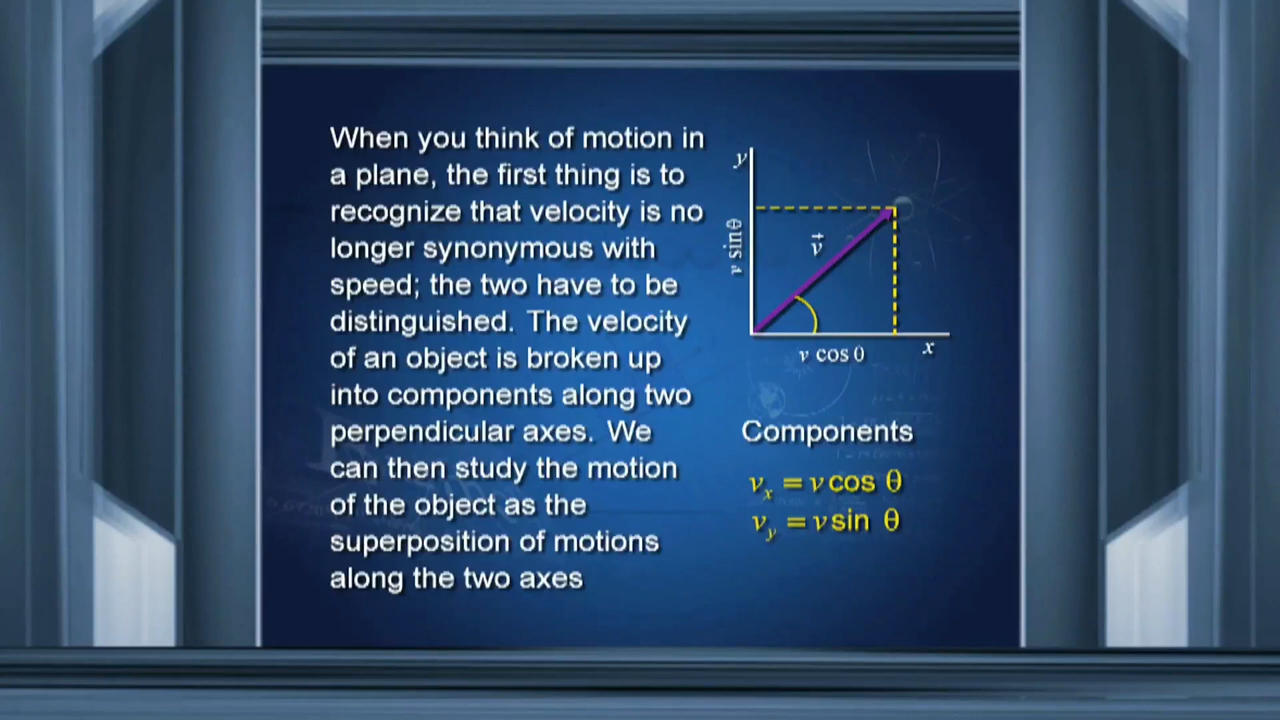 When you think of motion in
a plane, the first thing is to
recognize that velocity is no
longer synonymous with
speed; the two have to be
distinguished. The velocity
of an object is broken up
into components along two
perpendicular axes. We
can then study the motion
of the object as the
superposition of motions
along the two axes
y
v sinθ
v⃗
v cosθ
x
Components
vₓ = v cos θ
v_y = v sin θ